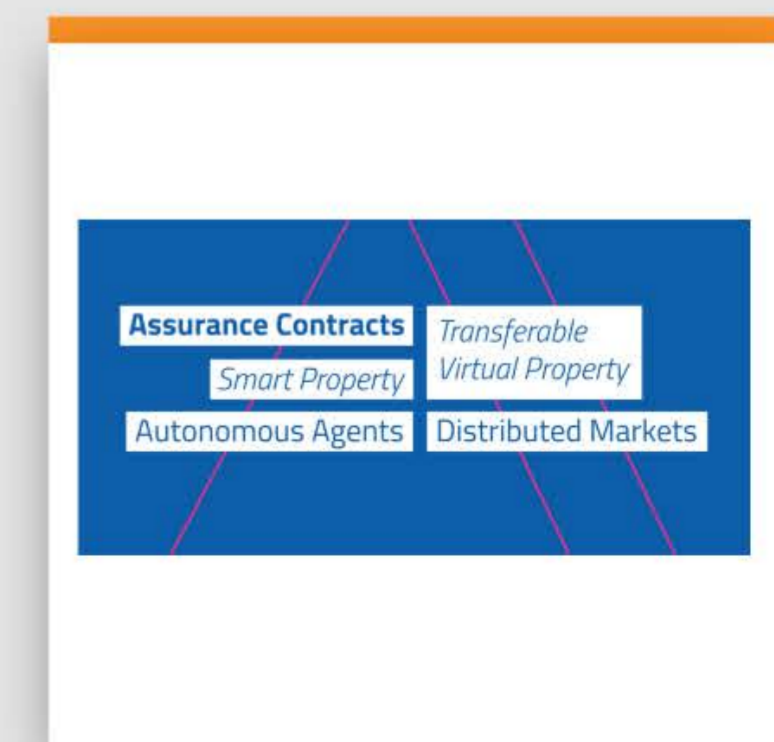 Assurance Contracts
Smart Property
Autonomous Agents
Transferable
Virtual Property
Distributed Markets